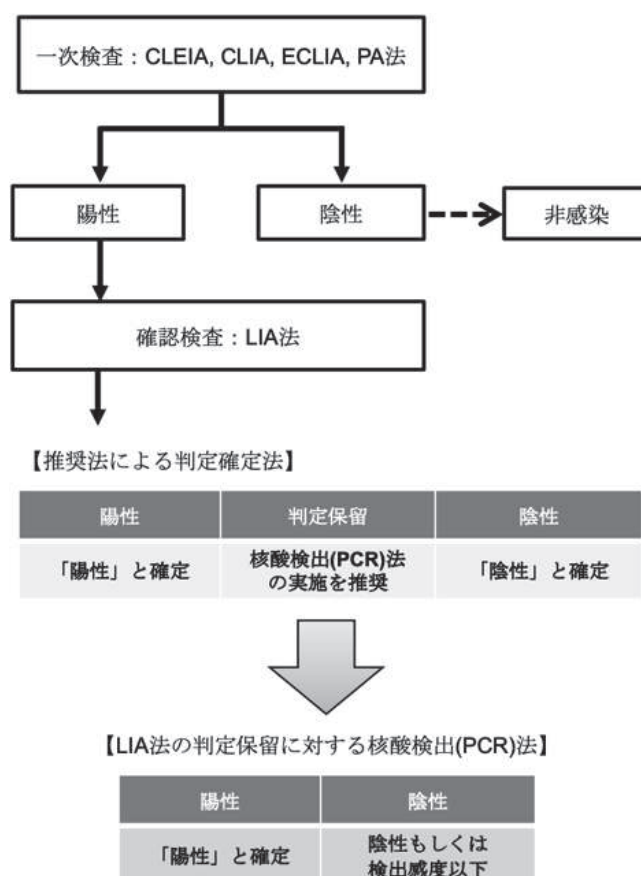 一次検査：CLEIA, CLIA, ECLIA, PA法
陽性
陰性
非感染
確認検査：LIA法
【推奨法による判定確定法】
陽性 判定保留 陰性
「陽性」と確定 核酸検出(PCR)法
の実施を推奨 「陰性」と確定
【LIA法の判定保留に対する核酸検出(PCR)法】
陽性 陰性
「陽性」と確定 陰性もしくは
検出感度以下